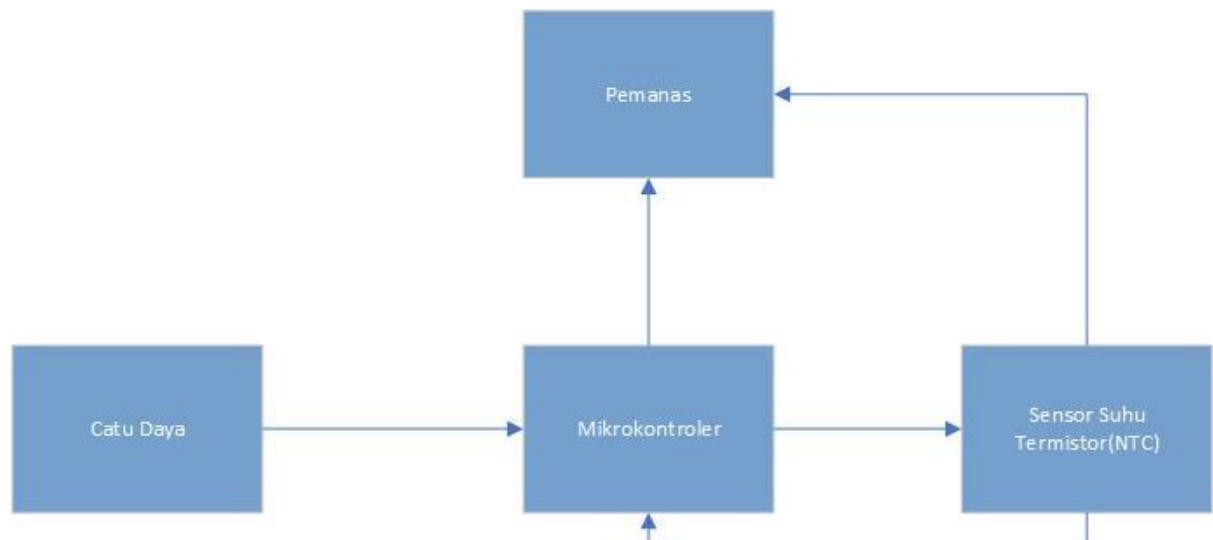 Pemanas
Catu Daya
Mikrokontroler
Sensor Suhu
Termistor(NTC)